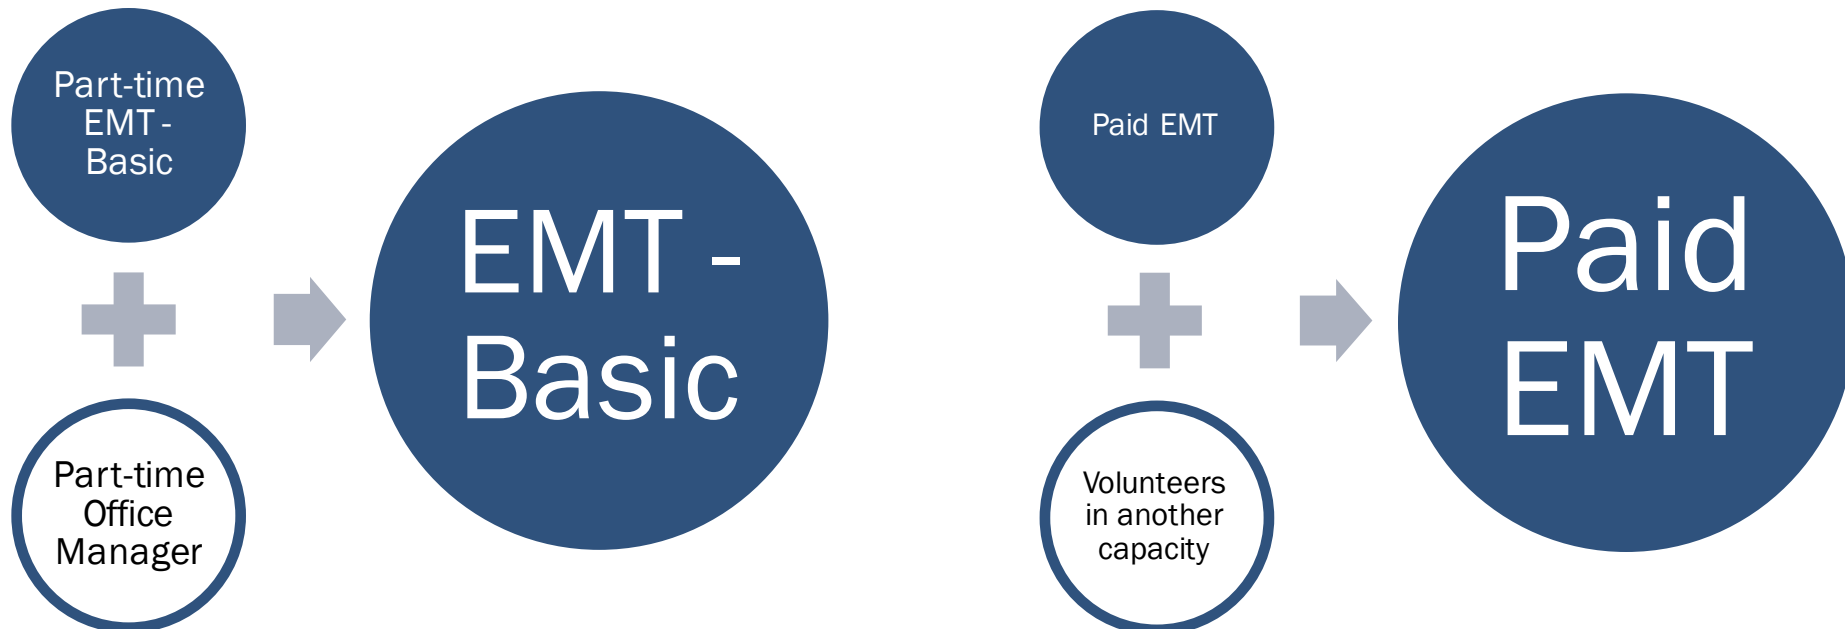 Part-time
EMT -
Basic
Part-time
Office
Manager
EMT -
Basic
Paid EMT
Volunteers
in another
capacity
Paid
EMT